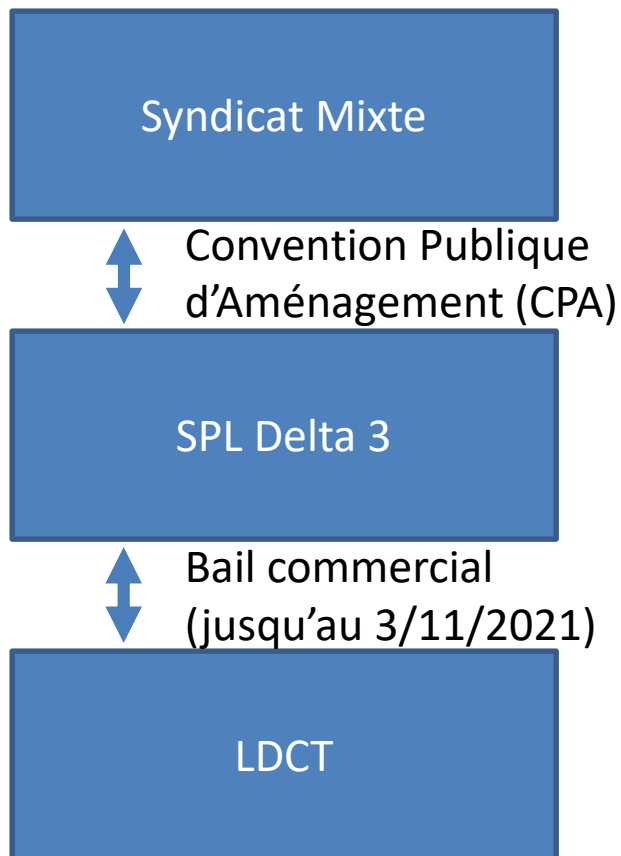 Syndicat Mixte
Convention Publique
d’Aménagement (CPA)
SPL Delta 3
Bail commercial
(jusqu’au 3/11/2021)
LDCT